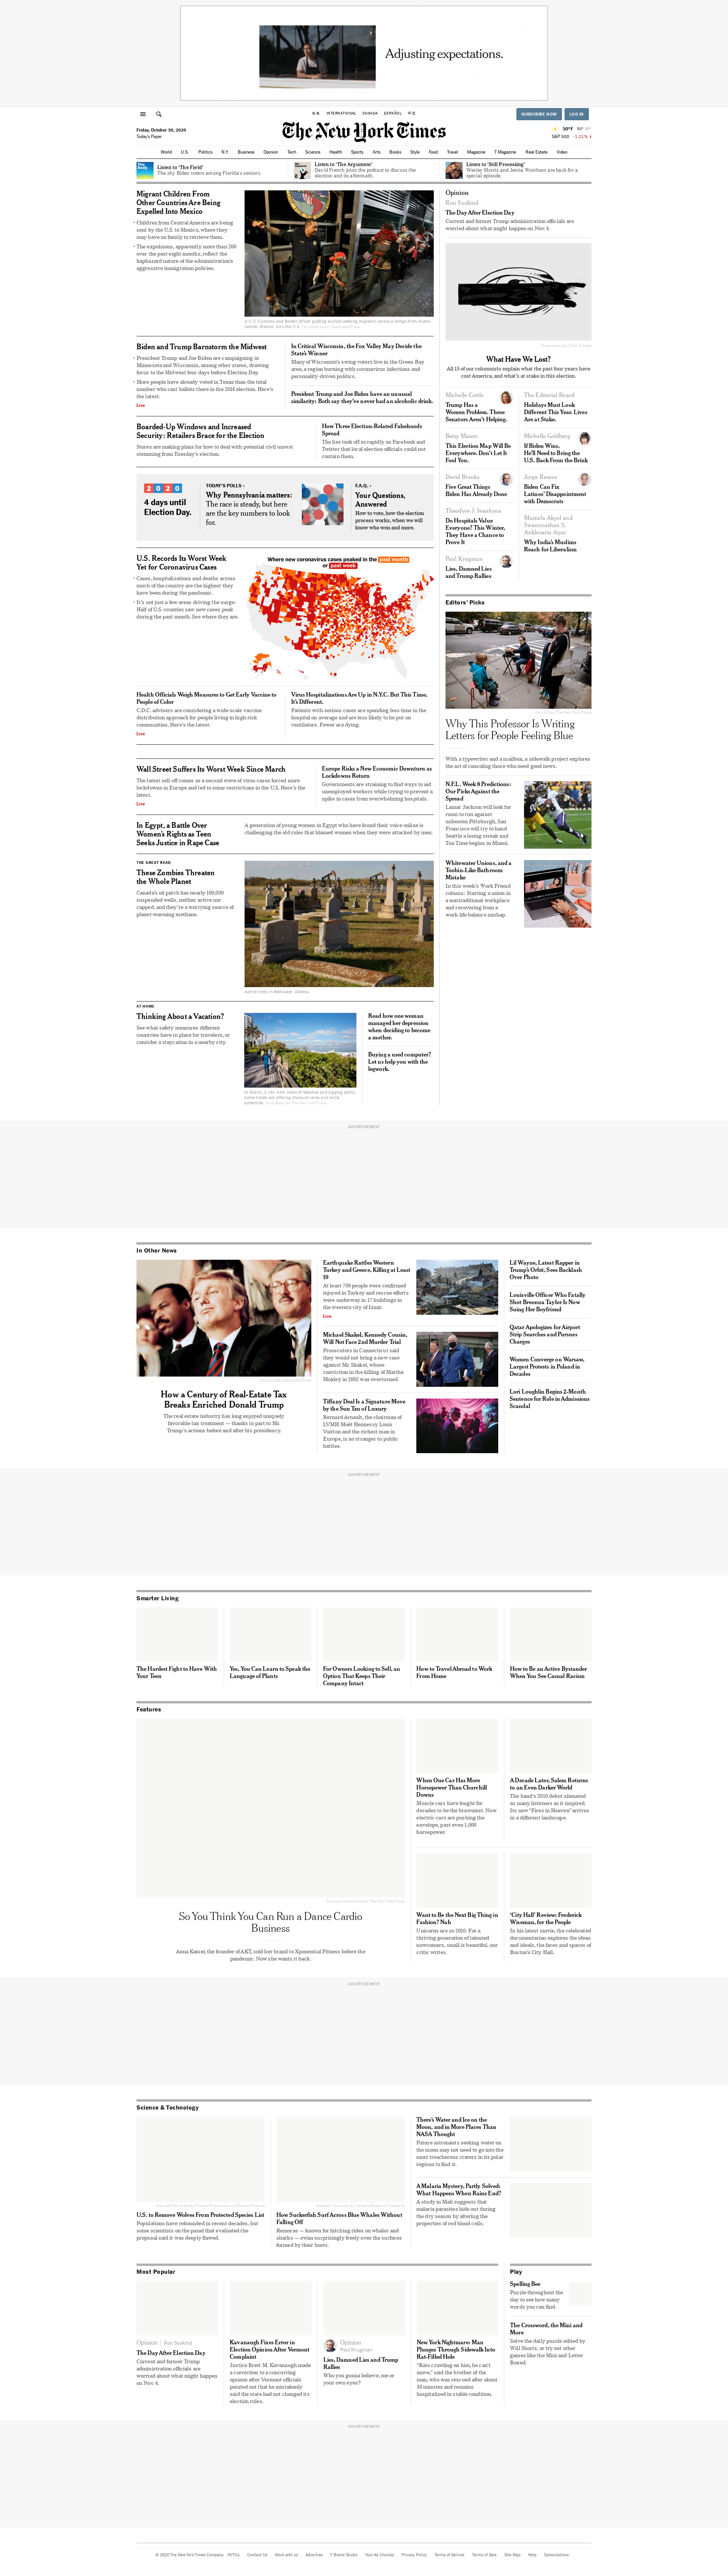 Adjusting expectations.
U.S. INTERNATIONAL CANADA ESPAÑOL 中文
SUBSCRIBE NOW LOG IN
Friday, October 30, 2020
Today's Paper
The New York Times
50°F
S&P 500 -1.21%
World U.S. Politics N.Y. Business Opinion Tech Science Health Sports Arts Books Style Food Travel Magazine T Magazine Real Estate Video
Listen to 'The Field'
The shy Biden voters among Florida's seniors.
Listen to 'The Argument'
David French joins the podcast to discuss the
election and its aftermath.
Listen to 'Still Processing'
Wesley Morris and Jenna Wortham are back for a
special episode.
Migrant Children From
Other Countries Are Being
Expelled Into Mexico
• Children from Central America are being
sent by the U.S. to Mexico, where they
may have no family to retrieve them.
• The expulsions, apparently more than 200
over the past eight months, reflect the
haphazard nature of the administration's
aggressive immigration policies.
Biden and Trump Barnstorm the Midwest
• President Trump and Joe Biden are campaigning in
Minnesota and Wisconsin, among other states, drawing
focus to the Midwest four days before Election Day.
• More people have already voted in Texas than the total
number who cast ballots there in the 2016 election. Here's
the latest.
Live
In Critical Wisconsin, the Fox Valley May Decide the
State's Winner
Many of Wisconsin's swing voters live in the Green Bay
area, a region burning with coronavirus infections and
personality-driven politics.
President Trump and Joe Biden have an unusual
similarity: Both say they've never had an alcoholic drink.
Boarded-Up Windows and Increased
Security: Retailers Brace for the Election
Stores are making plans for how to deal with potential civil unrest
stemming from Tuesday's election.
How Three Election-Related Falsehoods
Spread
The lies took off so rapidly on Facebook and
Twitter that local election officials could not
contain them.
2020
4 days until
Election Day.
TODAY'S POLLS ›
Why Pennsylvania matters:
The race is steady, but here
are the key numbers to look
for.
F.A.Q. ›
Your Questions,
Answered
How to vote, how the election
process works, when we will
know who won and more.
U.S. Records Its Worst Week
Yet for Coronavirus Cases
• Cases, hospitalizations and deaths across
much of the country are the highest they
have been during the pandemic.
• It's not just a few areas driving the surge:
Half of U.S. counties saw new cases peak
during the past month. See where they are.
Where new coronavirus cases peaked in the past month
or past week
Health Officials Weigh Measures to Get Early Vaccine to
People of Color
C.D.C. advisers are considering a wide-scale vaccine
distribution approach for people living in high-risk
communities. Here's the latest.
Live
Virus Hospitalizations Are Up in N.Y.C. But This Time,
It's Different.
Patients with serious cases are spending less time in the
hospital on average and are less likely to be put on
ventilators. Fewer are dying.
Wall Street Suffers Its Worst Week Since March
The latest sell-off comes as a second wave of virus cases forced more
lockdowns in Europe and led to some restrictions in the U.S. Here's the
latest.
Live
Europe Risks a New Economic Downturn as
Lockdowns Return
Governments are straining to find ways to aid
unemployed workers while trying to prevent a
spike in cases from overwhelming hospitals.
In Egypt, a Battle Over
Women's Rights as Teen
Seeks Justice in Rape Case
A generation of young women in Egypt who have found their voice online is
challenging the old rules that blamed women when they were attacked by men.
THE GREAT READ
These Zombies Threaten
the Whole Planet
Canada's oil patch has nearly 100,000
suspended wells, neither active nor
capped, and they're a worrying source of
planet-warming methane.
Active wells in Redwater, Alberta.
AT HOME
Thinking About a Vacation?
See what safety measures different
countries have in place for travelers, or
consider a staycation in a nearby city.
Read how one woman
managed her depression
when deciding to become
a mother.
Buying a used computer?
Let us help you with the
legwork.
Opinion
Ron Suskind
The Day After Election Day
Current and former Trump administration officials are
worried about what might happen on Nov. 4.
What Have We Lost?
All 15 of our columnists explain what the past four years have
cost America, and what's at stake in this election.
Michelle Cottle
Trump Has a
Women Problem. These
Senators Aren't Helping.
The Editorial Board
Holidays Must Look
Different This Year. Lives
Are at Stake.
Betsy Mason
This Election Map Will Be
Everywhere. Don't Let It
Fool You.
Michelle Goldberg
If Biden Wins,
He'll Need to Bring the
U.S. Back From the Brink
David Brooks
Five Great Things
Biden Has Already Done
Jorge Ramos
Biden Can Fix
Latinos' Disappointment
with Democrats
Theodore J. Iwashyna
Do Hospitals Value
Everyone? This Winter,
They Have a Chance to
Prove It
Mustafa Akyol and
Swaminathan S.
Anklesaria Aiyar
Why India's Muslims
Reach for Liberalism
Paul Krugman
Lies, Damned Lies
and Trump Rallies
Editors' Picks
Why This Professor Is Writing
Letters for People Feeling Blue
With a typewriter and a mailbox, a sidewalk project explores
the act of consoling those who need good news.
N.F.L. Week 8 Predictions:
Our Picks Against the
Spread
Lamar Jackson will look for
room to run against
unbeaten Pittsburgh, San
Francisco will try to hand
Seattle a losing streak and
Tua Time begins in Miami.
Whitewater Unions, and a
Toobin-Like Bathroom
Mistake
In this week's Work Friend
column: Starting a union in
a nontraditional workplace
and recovering from a
work-life balance mishap.
ADVERTISEMENT
In Other News
How a Century of Real-Estate Tax
Breaks Enriched Donald Trump
The real estate industry has long enjoyed uniquely
favorable tax treatment — thanks in part to Mr.
Trump's actions before and after his presidency.
Earthquake Rattles Western
Turkey and Greece, Killing at Least
19
At least 700 people were confirmed
injured in Turkey and rescue efforts
were underway in 17 buildings in
the western city of Izmir.
Live
Michael Skakel, Kennedy Cousin,
Will Not Face 2nd Murder Trial
Prosecutors in Connecticut said
they would not bring a new case
against Mr. Skakel, whose
conviction in the killing of Martha
Moxley in 2002 was overturned.
Tiffany Deal Is a Signature Move
by the Sun Tzu of Luxury
Bernard Arnault, the chairman of
LVMH Moët Hennessy Louis
Vuitton and the richest man in
Europe, is no stranger to public
battles.
Lil Wayne, Latest Rapper in
Trump's Orbit, Sees Backlash
Over Photo
Louisville Officer Who Fatally
Shot Breonna Taylor Is Now
Suing Her Boyfriend
Qatar Apologizes for Airport
Strip Searches and Pursues
Charges
Women Converge on Warsaw,
Largest Protests in Poland in
Decades
Lori Loughlin Begins 2-Month
Sentence for Role in Admissions
Scandal
ADVERTISEMENT
Smarter Living
The Hardest Fight to Have With
Your Teen
Yes, You Can Learn to Speak the
Language of Plants
For Owners Looking to Sell, an
Option That Keeps Their
Company Intact
How to Travel Abroad to Work
From Home
How to Be an Active Bystander
When You See Casual Racism
Features
So You Think You Can Run a Dance Cardio
Business
Anna Kaiser, the founder of AKT, sold her brand to Xponential Fitness before the
pandemic. Now she wants it back.
When One Car Has More
Horsepower Than Churchill
Downs
Muscle cars have fought for
decades to be the brawniest. Now
electric cars are pushing the
envelope, past even 1,000
horsepower.
A Decade Later, Salem Returns
to an Even Darker World
The band's 2010 debut alienated
as many listeners as it inspired.
Its new "Fires in Heaven" arrives
in a different landscape.
Want to Be the Next Big Thing in
Fashion? Nah
Unicorns are so 2010. For a
thriving generation of talented
newcomers, small is beautiful, our
critic writes.
'City Hall' Review: Frederick
Wiseman, for the People
In his latest movie, the celebrated
documentarian explores the ideas
and ideals, the faces and spaces of
Boston's City Hall.
ADVERTISEMENT
Science & Technology
U.S. to Remove Wolves From Protected Species List
Populations have rebounded in recent decades, but
some scientists on the panel that evaluated the
proposal said it was deeply flawed.
How Suckerfish Surf Across Blue Whales Without
Falling Off
Remoras — known for hitching rides on whales and
sharks — swim surprisingly freely over the surfaces
formed by their hosts.
There's Water and Ice on the
Moon, and in More Places Than
NASA Thought
Future astronauts seeking water on
the moon may not need to go into the
most treacherous craters in its polar
regions to find it.
A Malaria Mystery, Partly Solved:
What Happens When Rains End?
A study in Mali suggests that
malaria parasites hide out during
the dry season by altering the
properties of red blood cells.
Most Popular
Opinion | Ron Suskind
The Day After Election Day
Current and former Trump
administration officials are
worried about what might happen
on Nov. 4.
Kavanaugh Fixes Error in
Election Opinion After Vermont
Complaint
Justice Brett M. Kavanaugh made
a correction to a concurring
opinion after Vermont officials
pointed out that he mistakenly
said the state had not changed its
election rules.
Opinion
Paul Krugman
Lies, Damned Lies and Trump
Rallies
Who you gonna believe, me or
your own eyes?
New York Nightmare: Man
Plunges Through Sidewalk Into
Rat-Filled Hole
"Rats crawling on him, he can't
move," said the brother of the
man, who was rescued after about
30 minutes and remains
hospitalized in stable condition.
Play
Spelling Bee
Puzzle throughout the
day to see how many
words you can find.
The Crossword, the Mini and
More
Solve the daily puzzle edited by
Will Shortz, or try out other
games like the Mini and Letter
Boxed.
ADVERTISEMENT
© 2020 The New York Times Company NYTCo Contact Us Work with us Advertise T Brand Studio Your Ad Choices Privacy Policy Terms of Service Terms of Sale Site Map Help Subscriptions